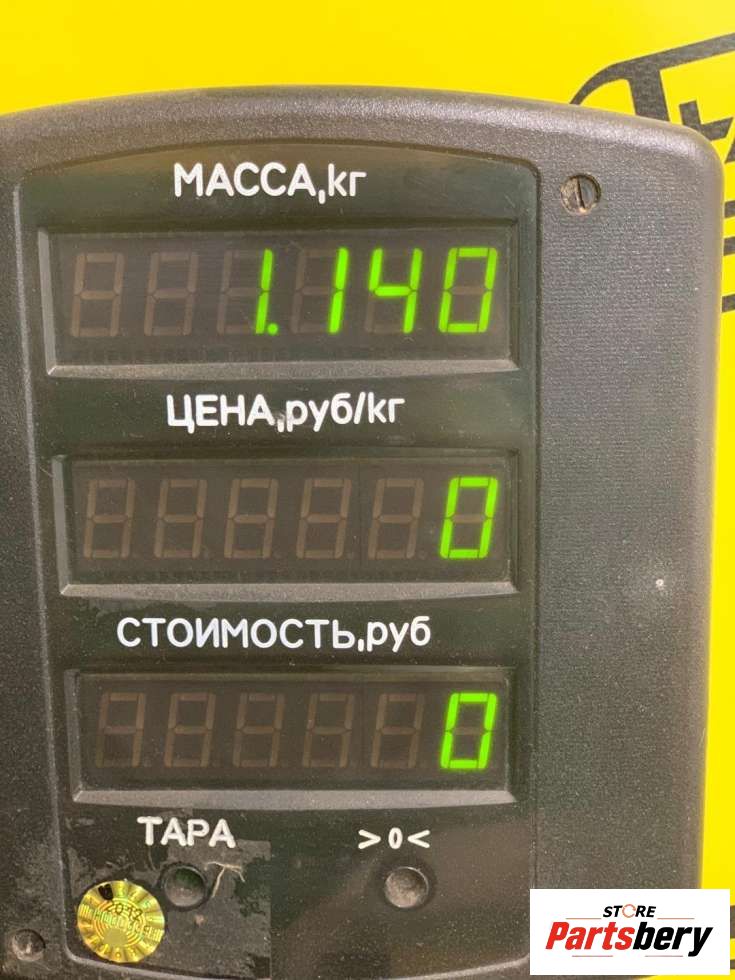 МАССА,кг
1.140
ЦЕНА,руб/кг
0
СТОИМОСТЬ,руб
0
ТАРА >0<
STORE
Partsbery